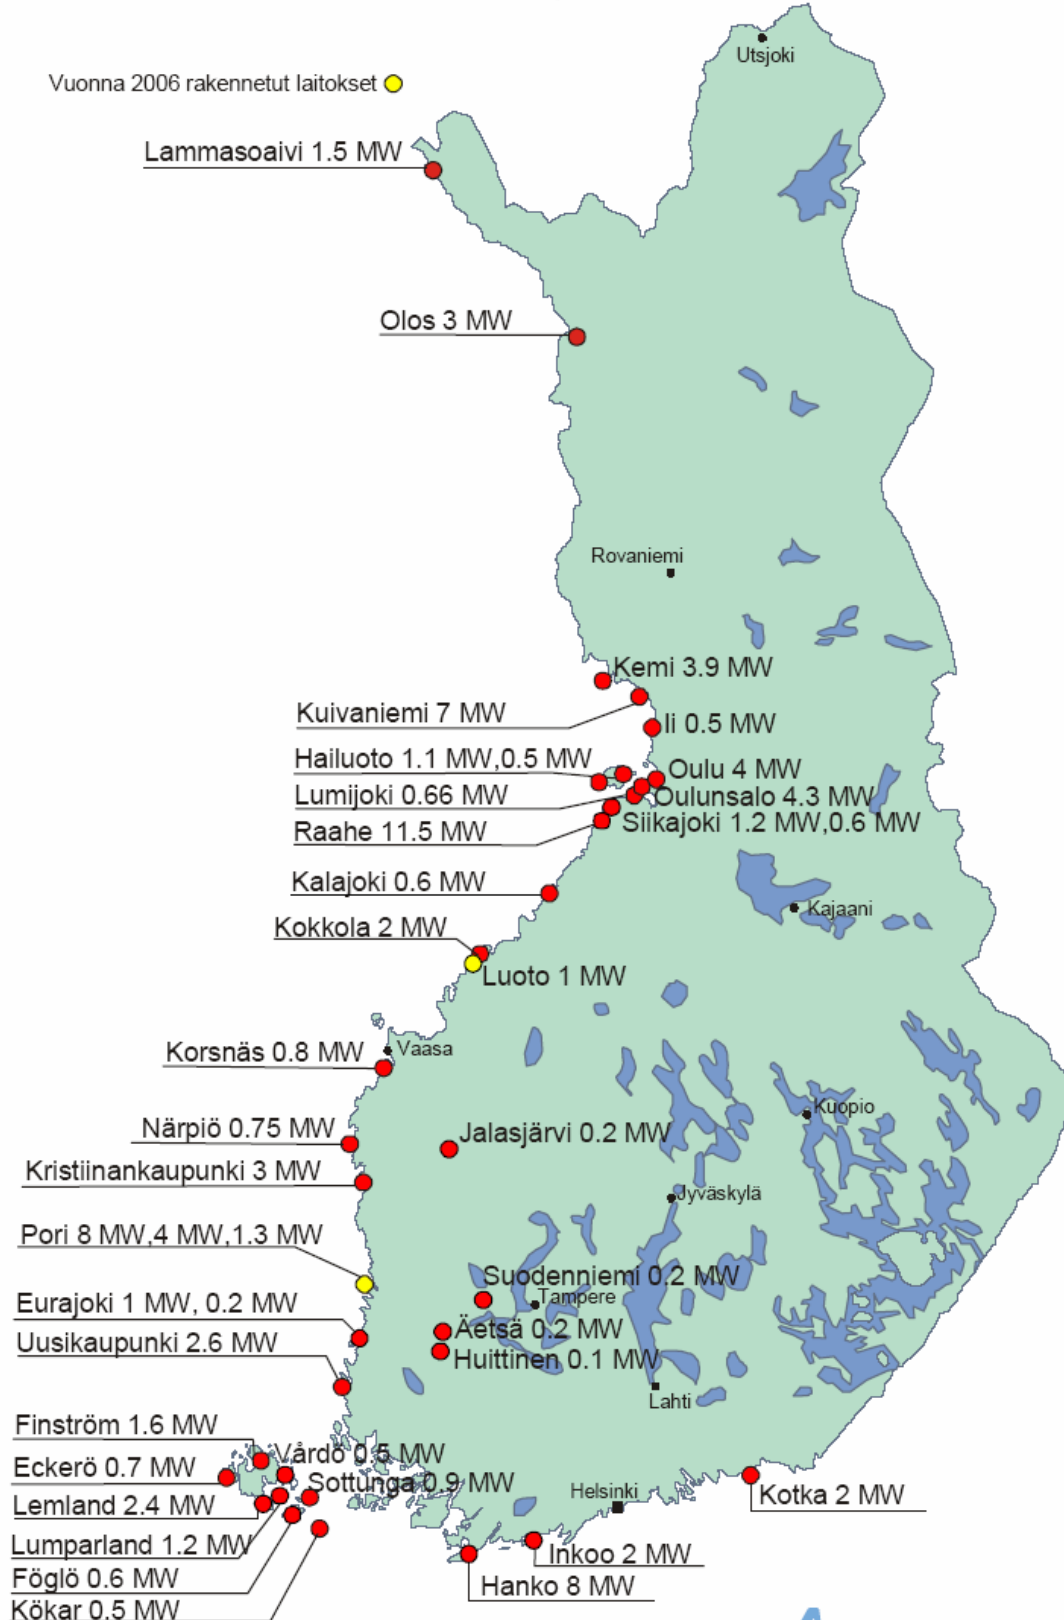 Utsjoki
Vuonna 2006 rakennetut laitokset
Lammasoaivi 1.5 MW
Olos 3 MW
Rovaniemi
Kemi 3.9 MW
Kuivaniemi 7 MW
Ii 0.5 MW
Hailuoto 1.1 MW,0.5 MW
Oulu 4 MW
Lumijoki 0.66 MW
Oulunsalo 4.3 MW
Raahe 11.5 MW
Siikajoki 1.2 MW,0.6 MW
Kalajoki 0.6 MW
Kajaani
Kokkola 2 MW
Luoto 1 MW
Korsnäs 0.8 MW
Vaasa
Kuopio
Närpiö 0.75 MW
Jalasjärvi 0.2 MW
Kristiinankaupunki 3 MW
Jyväskylä
Pori 8 MW,4 MW,1.3 MW
Suodenniemi 0.2 MW
Tampere
Eurajoki 1 MW, 0.2 MW
Äetsä 0.2 MW
Uusikaupunki 2.6 MW
Huittinen 0.1 MW
Lahti
Finström 1.6 MW
Vårdö 0.5 MW
Eckerö 0.7 MW
Sottunga 0.9 MW
Helsinki
Kotka 2 MW
Lemland 2.4 MW
Lumparland 1.2 MW
Inkoo 2 MW
Föglö 0.6 MW
Hanko 8 MW
Kökar 0.5 MW